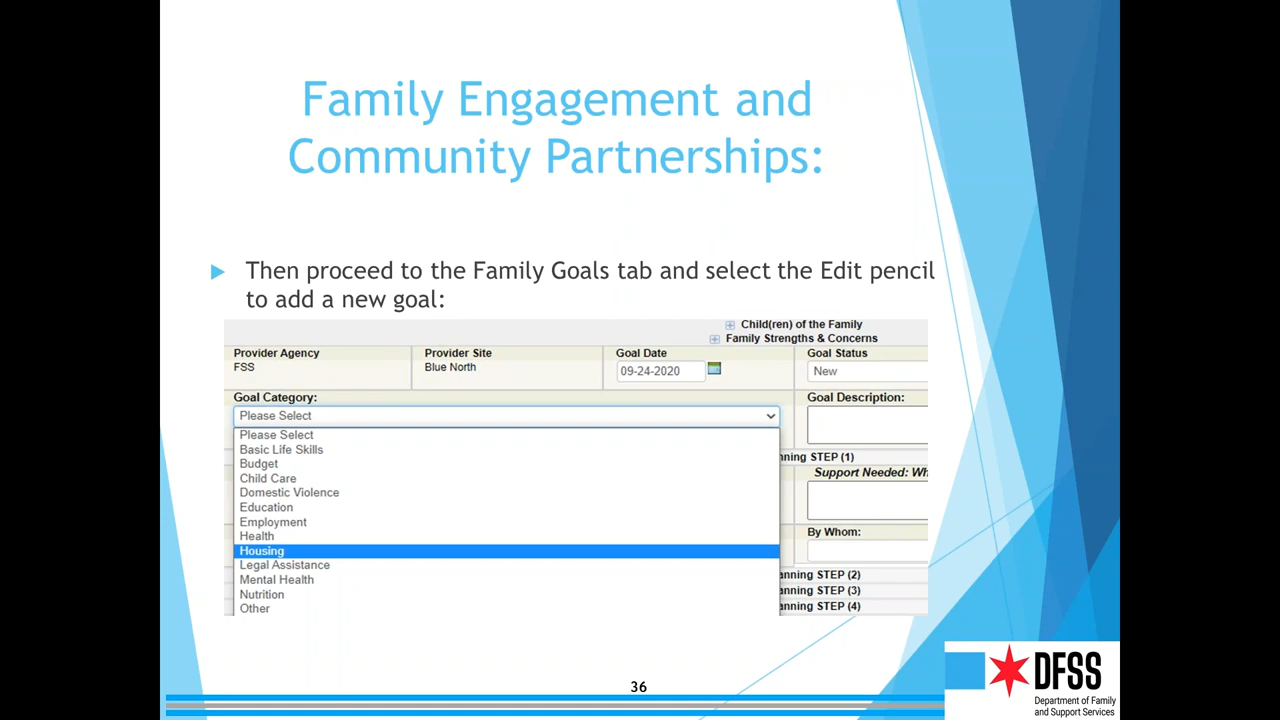 Family Engagement and
Community Partnerships:
Then proceed to the Family Goals tab and select the Edit pencil
to add a new goal:
Child(ren) of the Family
Family Strengths & Concerns
Provider Agency
FSS
Provider Site
Blue North
Goal Date
09-24-2020
Goal Status
New
Goal Category:
Please Select
Goal Description:
Please Select
Basic Life Skills
Budget
Child Care
Domestic Violence
Education
Employment
Health
Housing
Legal Assistance
Mental Health
Nutrition
Other
nning STEP (1)
Support Needed: Wh
By Whom:
anning STEP (2)
anning STEP (3)
anning STEP (4)
36
DFSS
Department of Family
and Support Services